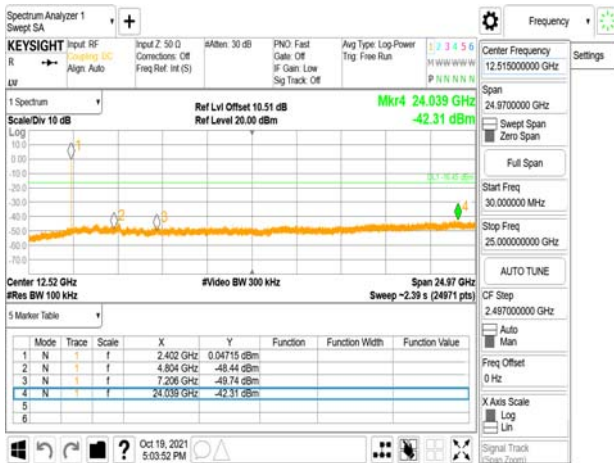 Spectrum Analyzer 1
Swept SA
Frequency
KEYSIGHT
R
LW
Input: RF
Coupling: DC
Align: Auto
Input Z: 50 Ω
Corrections: Off
Freq Ref: Int (S)
#Atten: 30 dB
PNO: Fast
Gate: Off
IF Gain: Low
Sig Track: Off
Avg Type: Log-Power
Trig: Free Run
1 2 3 4 5 6
M W W W W W
P N N N N N
1 Spectrum
Scale/Div 10 dB
Ref Lvl Offset 10.51 dB
Ref Level 20.00 dBm
Mkr4 24.039 GHz
-42.31 dBm
Log
10.0
0.00
-10.0
-20.0
-30.0
-40.0
-50.0
-60.0
-70.0
1
2
3
4
Center 12.52 GHz
#Res BW 100 kHz
#Video BW 300 kHz
Span 24.97 GHz
Sweep ~2.39 s (24971 pts)
5 Marker Table
Mode Trace Scale X Y Function Function Width Function Value
1 N 1 f 2.402 GHz 0.04715 dBm
2 N 1 f 4.804 GHz -48.44 dBm
3 N 1 f 7.206 GHz -49.74 dBm
4 N 1 f 24.039 GHz -42.31 dBm
5
6
Oct 19, 2021
5:03:52 PM
Center Frequency
12.515000000 GHz
Settings
Span
24.9700000 GHz
Swept Span
Zero Span
Full Span
Start Freq
30.000000 MHz
Stop Freq
25.000000000 GHz
AUTO TUNE
CF Step
2.497000000 GHz
Auto
Man
Freq Offset
0 Hz
X Axis Scale
Log
Lin
Signal Track
(Span Zoom)